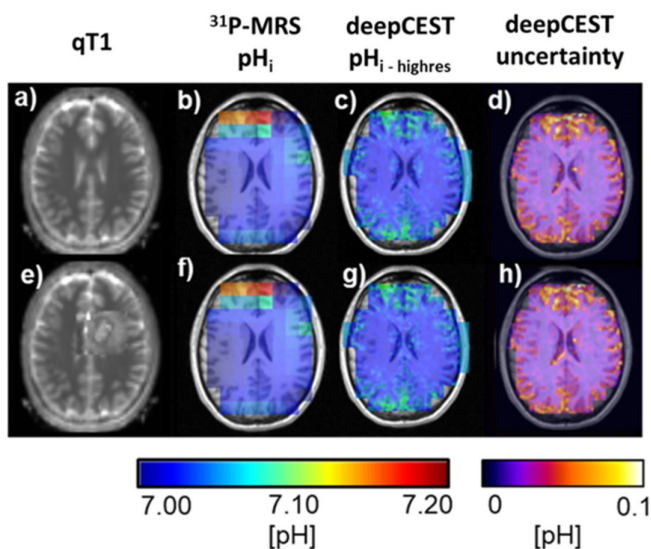 qT1
³¹P-MRS
pHᵢ
deepCEST
pHᵢ - highres
deepCEST
uncertainty
a)
b)
c)
d)
e)
f)
g)
h)
7.00 7.10 7.20
[pH]
0 0.1
[pH]